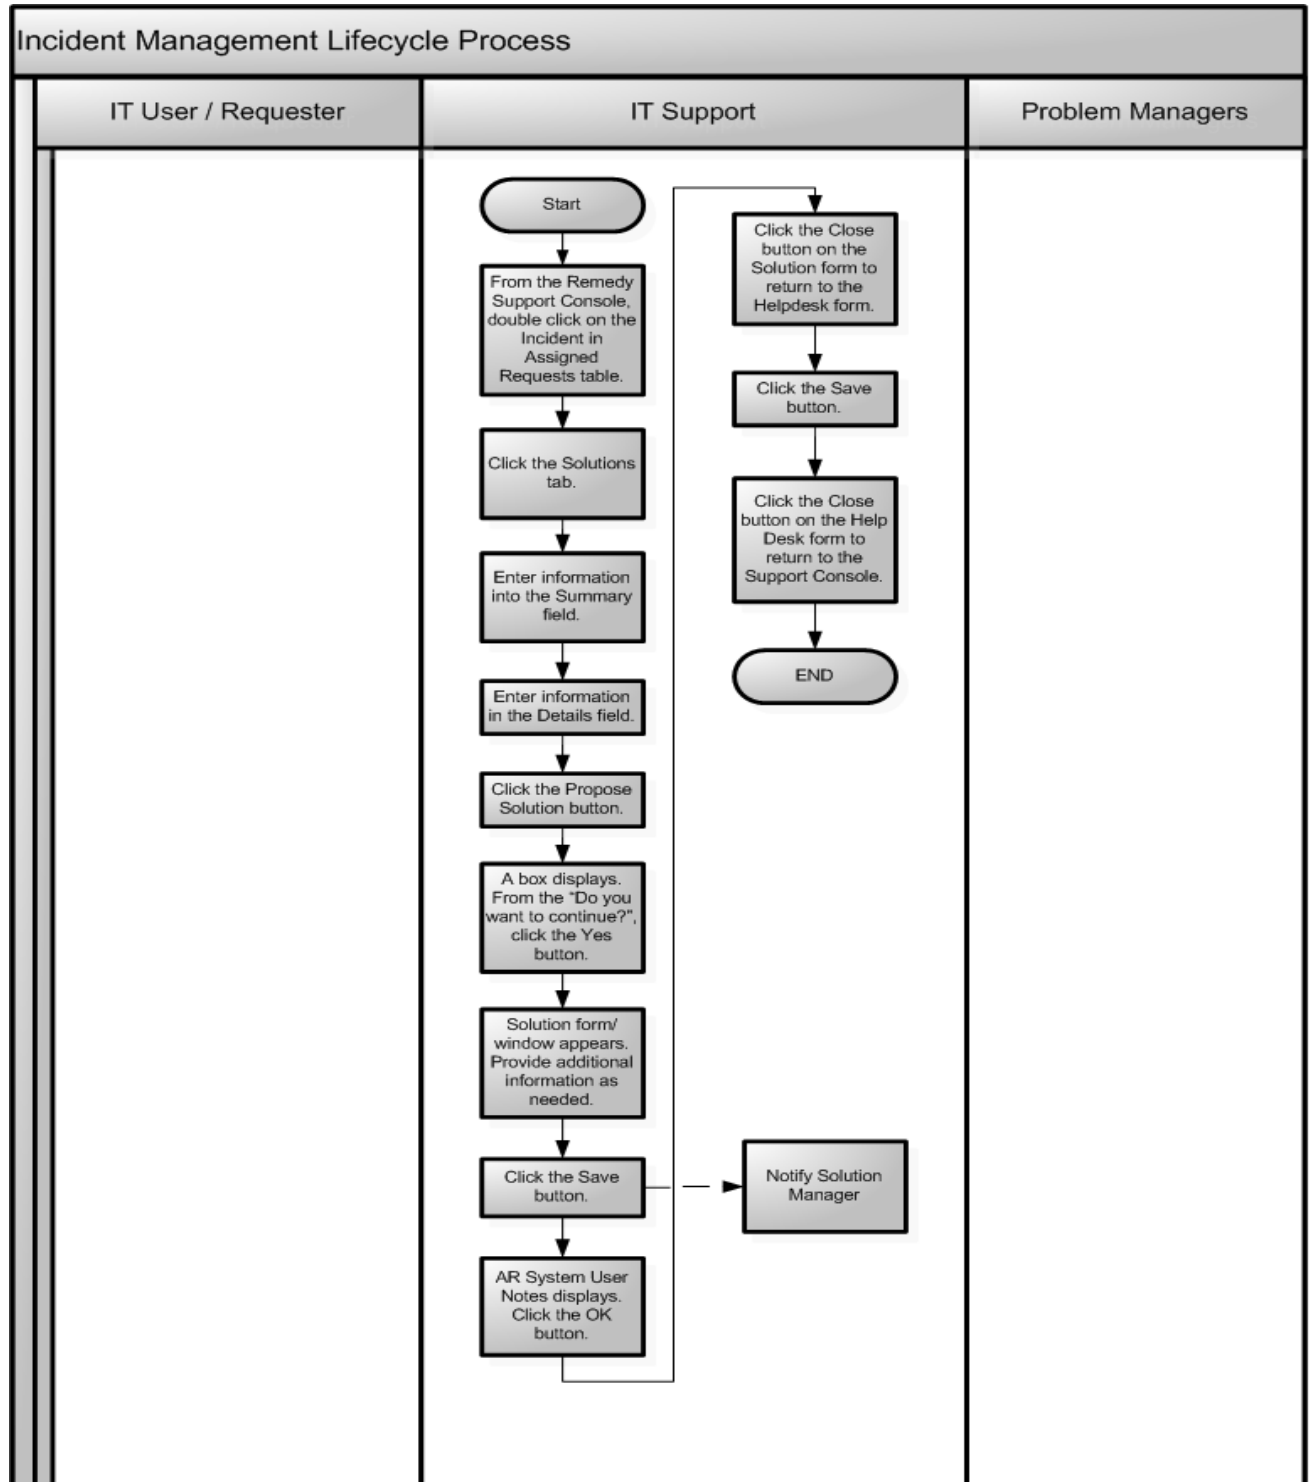 Incident Management Lifecycle Process
IT User / Requester
IT Support
Problem Managers
Start
From the Remedy
Support Console,
double click on the
Incident in
Assigned
Requests table.
Click the Solutions
tab.
Enter information
into the Summary
field.
Enter information
in the Details field.
Click the Propose
Solution button.
A box displays.
From the “Do you
want to continue?”,
click the Yes
button.
Solution form/
window appears.
Provide additional
information as
needed.
Click the Save
button.
Notify Solution
Manager
AR System User
Notes displays.
Click the OK
button.
Click the Close
button on the
Solution form to
return to the
Helpdesk form.
Click the Save
button.
Click the Close
button on the Help
Desk form to
return to the
Support Console.
END